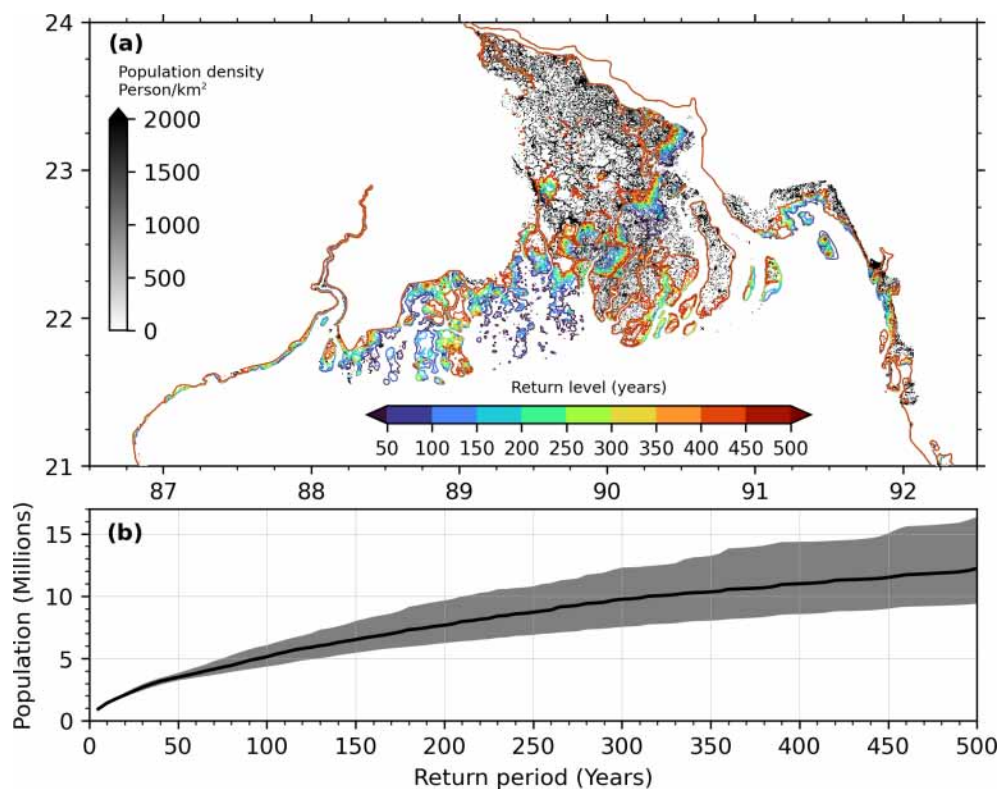 24
(a)
Population density
Person/km²
2000
1500
1000
500
0
23
22
21
Return level (years)
50 100 150 200 250 300 350 400 450 500
87 88 89 90 91 92
(b)
Population (Millions)
15
10
5
0
0 50 100 150 200 250 300 350 400 450 500
Return period (Years)